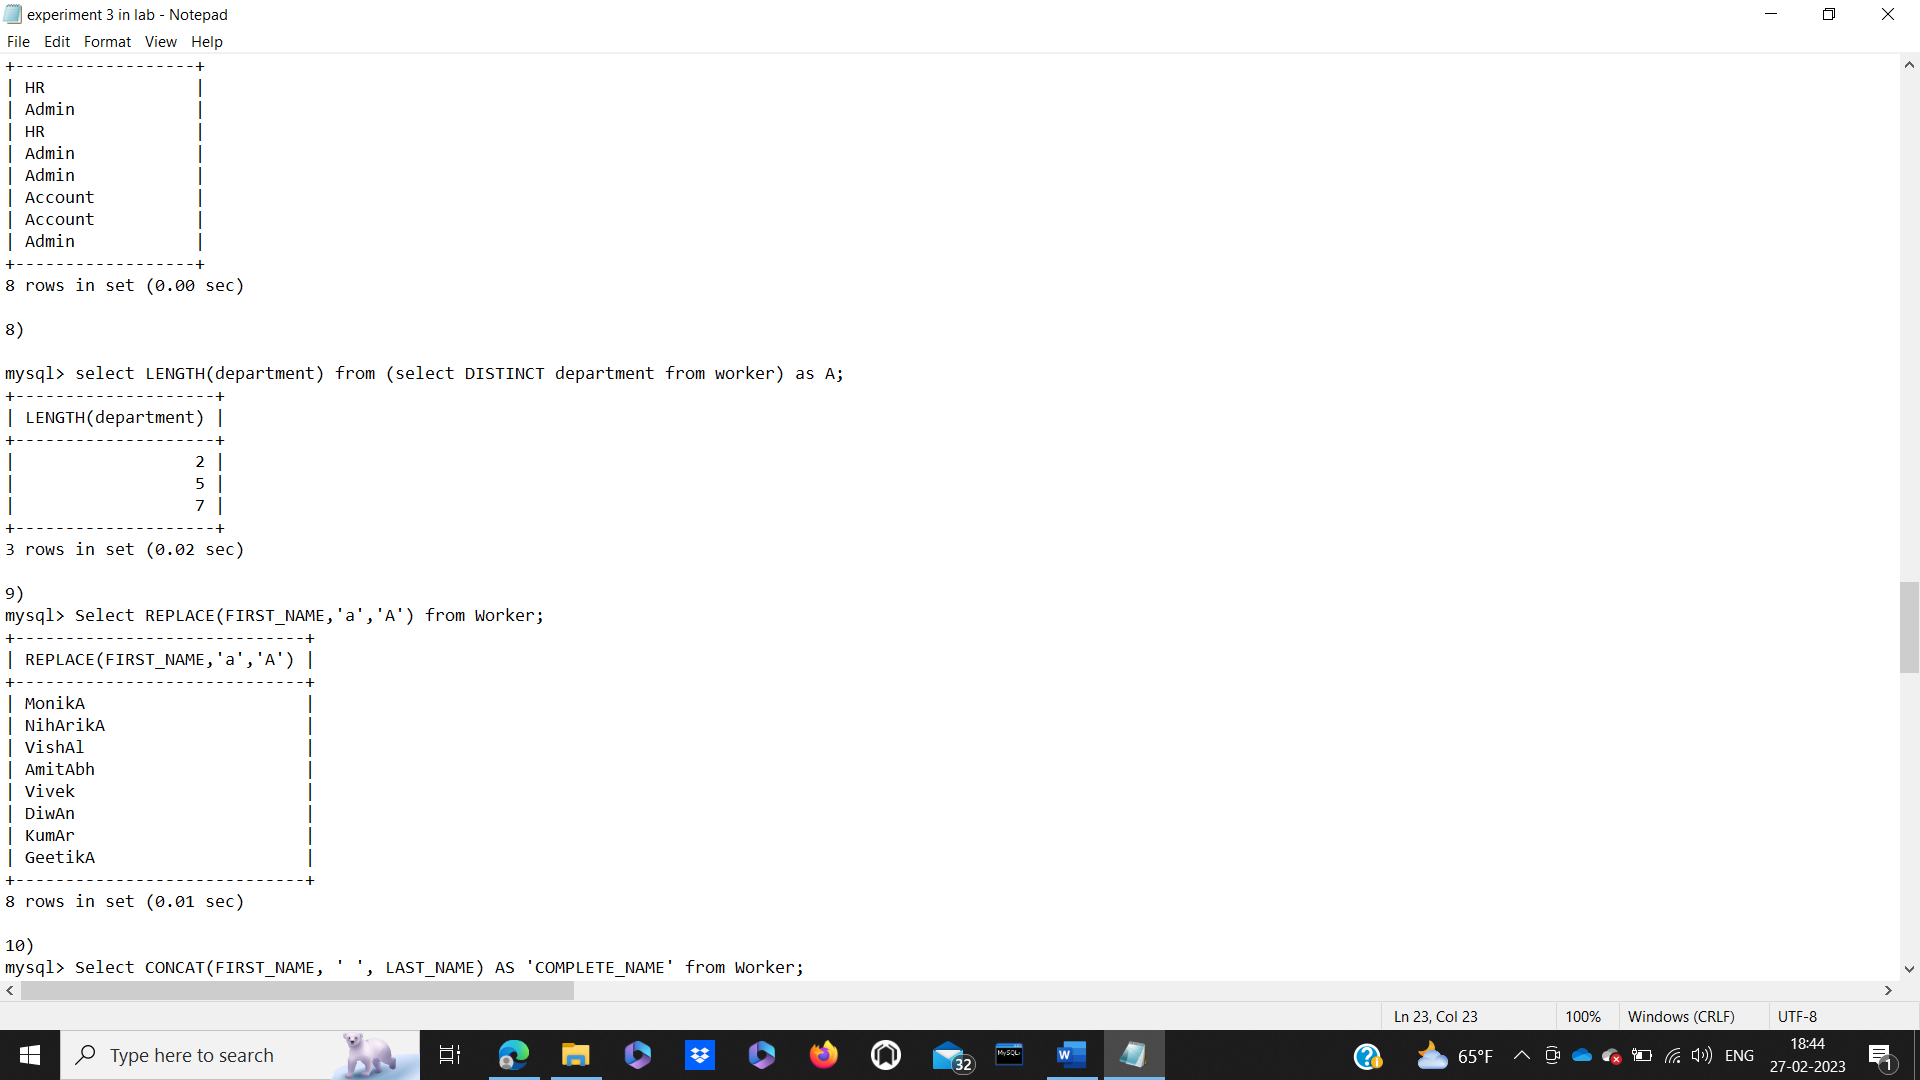 experiment 3 in lab - Notepad
File Edit Format View Help
+------------------+
| HR               |
| Admin            |
| HR               |
| Admin            |
| Admin            |
| Account          |
| Account          |
| Admin            |
+------------------+
8 rows in set (0.00 sec)
8)
mysql> select LENGTH(department) from (select DISTINCT department from worker) as A;
+--------------------+
| LENGTH(department) |
+--------------------+
|                  2 |
|                  5 |
|                  7 |
+--------------------+
3 rows in set (0.02 sec)
9)
mysql> Select REPLACE(FIRST_NAME,'a','A') from Worker;
+-----------------------------+
| REPLACE(FIRST_NAME,'a','A') |
+-----------------------------+
| MonikA                      |
| NihArikA                    |
| VishAl                      |
| AmitAbh                     |
| Vivek                       |
| DiwAn                       |
| KumAr                       |
| GeetikA                     |
+-----------------------------+
8 rows in set (0.01 sec)
10)
mysql> Select CONCAT(FIRST_NAME, ' ', LAST_NAME) AS 'COMPLETE_NAME' from Worker;
Ln 23, Col 23 100% Windows (CRLF) UTF-8
Type here to search 32 65°F ENG 18:44 27-02-2023 1